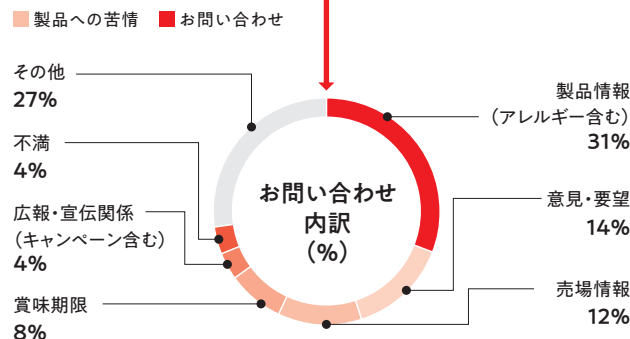 製品への苦情 お問い合わせ
その他
27%
不満
4%
広報・宣伝関係
(キャンペーン含む)
4%
賞味期限
8%
お問い合わせ
内訳
(%)
製品情報
(アレルギー含む)
31%
意見・要望
14%
売場情報
12%